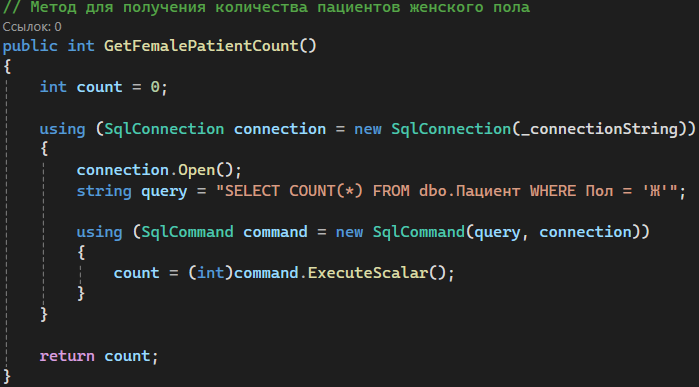 // Метод для получения количества пациентов женского пола
Ссылок: 0
public int GetFemalePatientCount()
{
int count = 0;
using (SqlConnection connection = new SqlConnection(_connectionString))
{
connection.Open();
string query = "SELECT COUNT(*) FROM dbo.Пациент WHERE Пол = 'Ж'";
using (SqlCommand command = new SqlCommand(query, connection))
{
count = (int)command.ExecuteScalar();
}
}
return count;
}